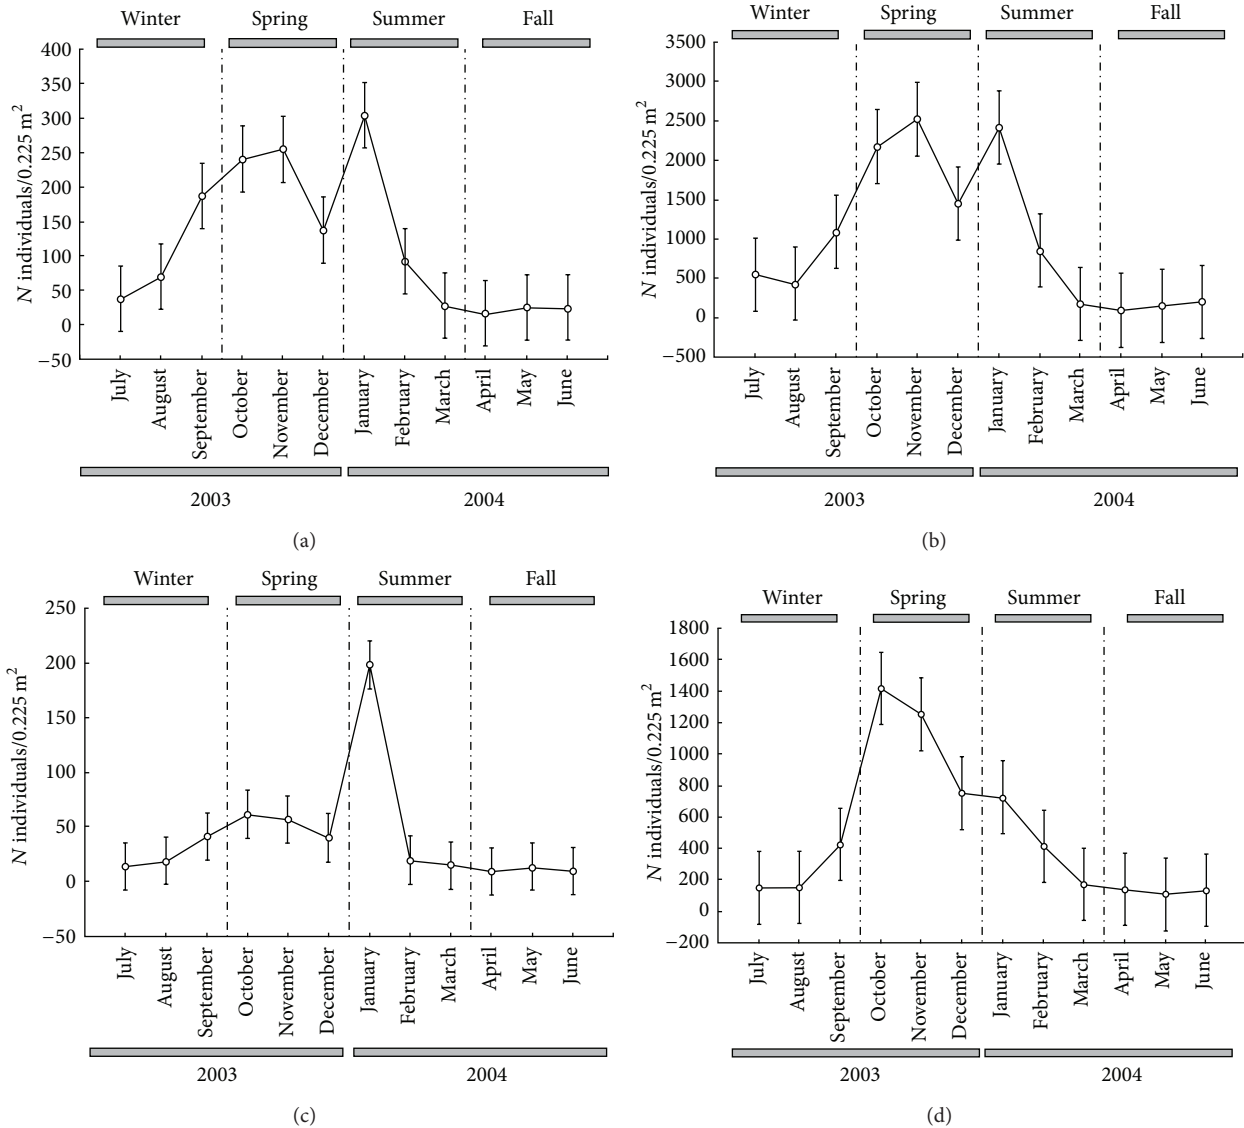 Winter Spring Summer Fall
400
350
300
250
200
150
100
50
0
−50
N individuals/0.225 m²
July August September October November December January February March April May June
2003 2004
(a)
Winter Spring Summer Fall
3500
3000
2500
2000
1500
1000
500
0
−500
N individuals/0.225 m²
July August September October November December January February March April May June
2003 2004
(b)
Winter Spring Summer Fall
250
200
150
100
50
0
−50
N individuals/0.225 m²
July August September October November December January February March April May June
2003 2004
(c)
Winter Spring Summer Fall
1800
1600
1400
1200
1000
800
600
400
200
0
−200
N individuals/0.225 m²
July August September October November December January February March April May June
2003 2004
(d)